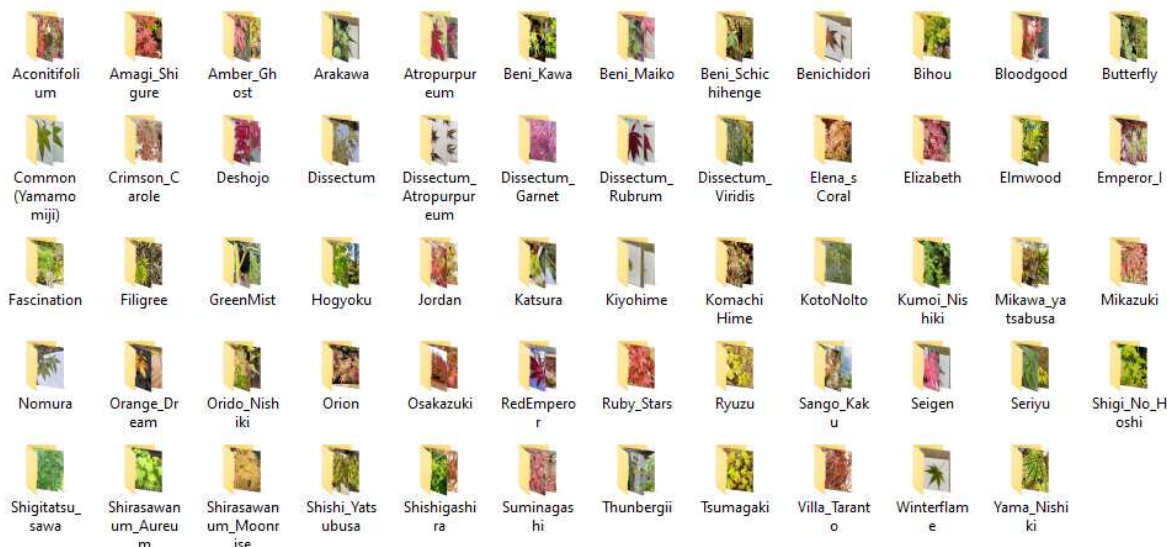 Aconitifoli
um
Amagi_Shi
gure
Amber_Gh
ost
Arakawa
Atropurpur
eum
Beni_Kawa
Beni_Maiko
Beni_Schic
hihenge
Benichidori
Bihou
Bloodgood
Butterfly
Common
(Yamamo
miji)
Crimson_C
arole
Deshojo
Dissectum
Dissectum_
Atropurpur
eum
Dissectum_
Garnet
Dissectum_
Rubrum
Dissectum_
Viridis
Elena_s
Coral
Elizabeth
Elmwood
Emperor_I
Fascination
Filigree
GreenMist
Hogyoku
Jordan
Katsura
Kiyohime
Komachi
Hime
KotoNoIto
Kumoi_Nis
hiki
Mikawa_ya
tsabusa
Mikazuki
Nomura
Orange_Dr
eam
Orido_Nish
iki
Orion
Osakazuki
RedEmpero
r
Ruby_Stars
Ryuzu
Sango_Kak
u
Seigen
Seriyu
Shigi_No_H
oshi
Shigitatsu_
sawa
Shirasawan
um_Aureu
m
Shirasawan
um_Moonr
ise
Shishi_Yats
ubusa
Shishigashi
ra
Suminagas
hi
Thunbergii
Tsumagaki
Villa_Tarant
o
Winterflam
e
Yama_Nishi
ki